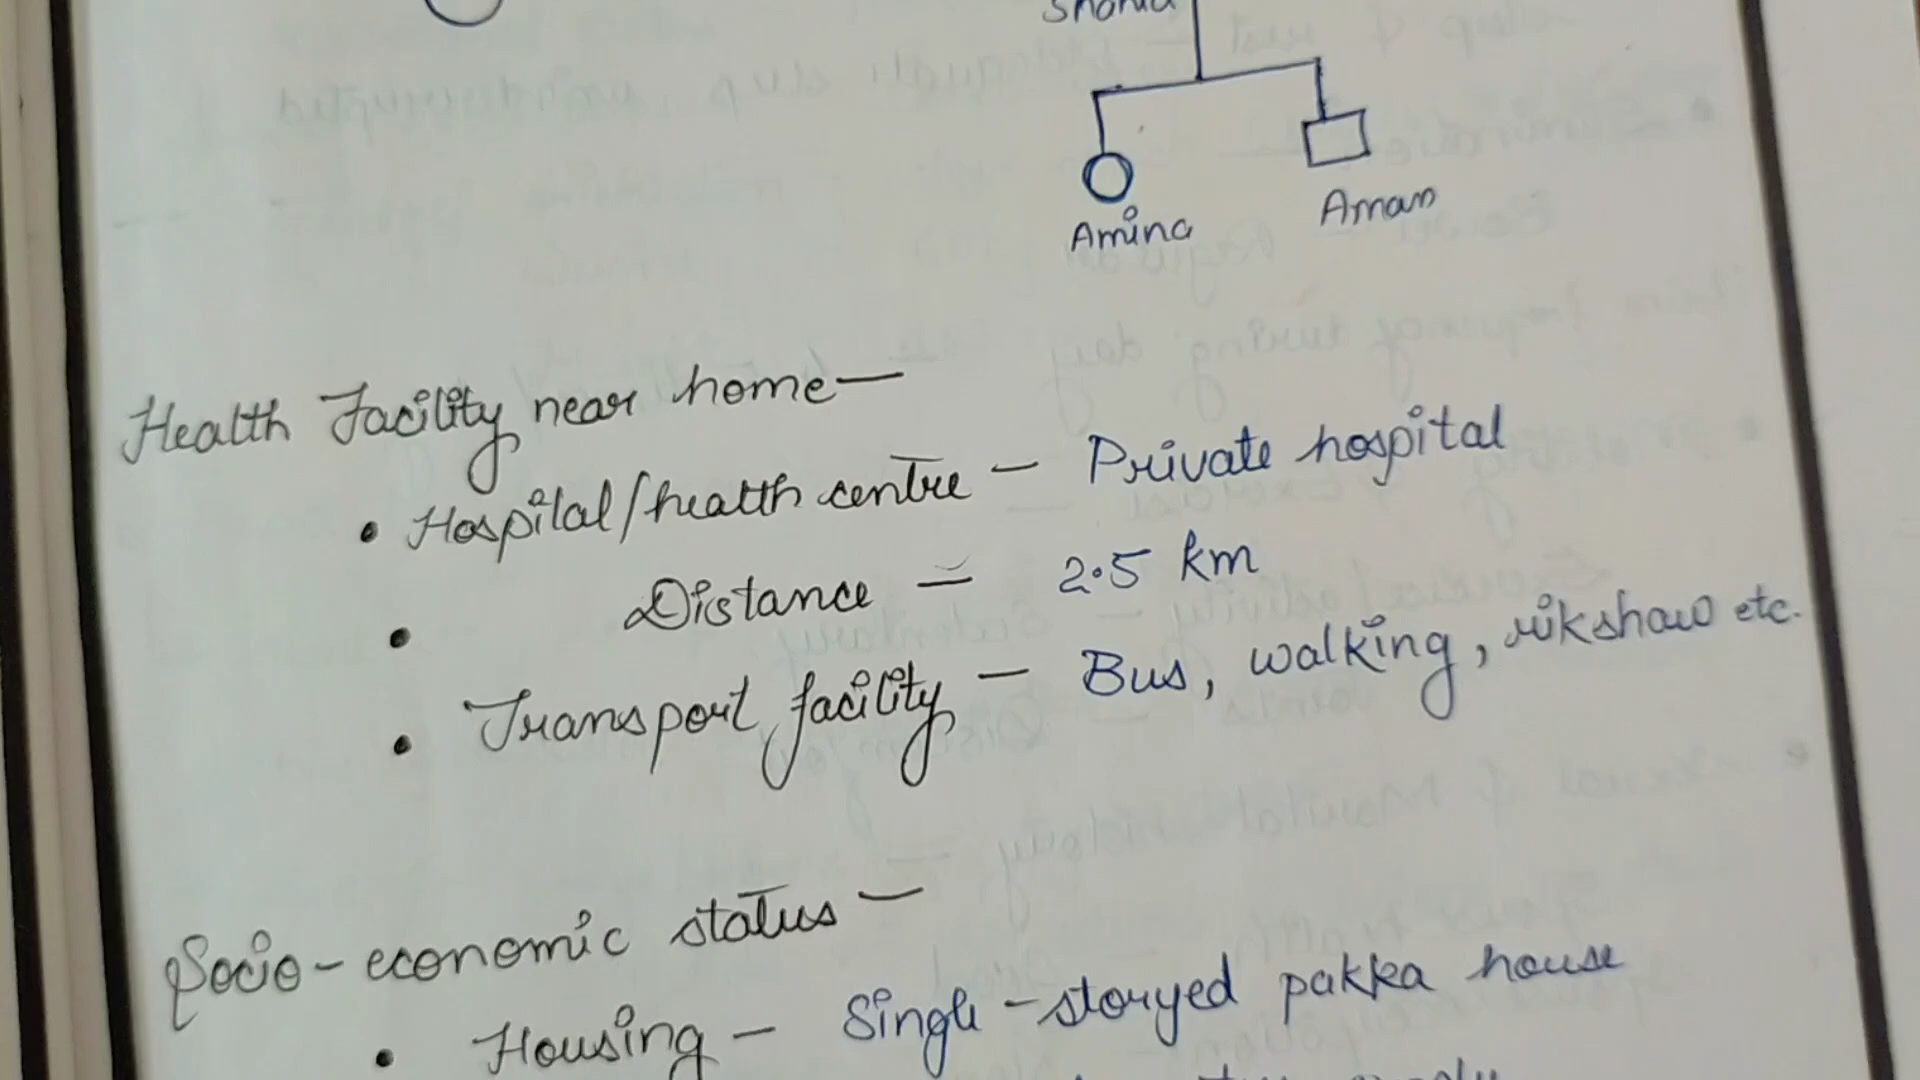 Amina
Aman
Health Facility near home—
• Hospital/health centre — Private hospital
• Distance — 2.5 km
• Transport facility — Bus, walking, rikshaw etc.
Socio-economic status —
• Housing — Single-storyed pakka house